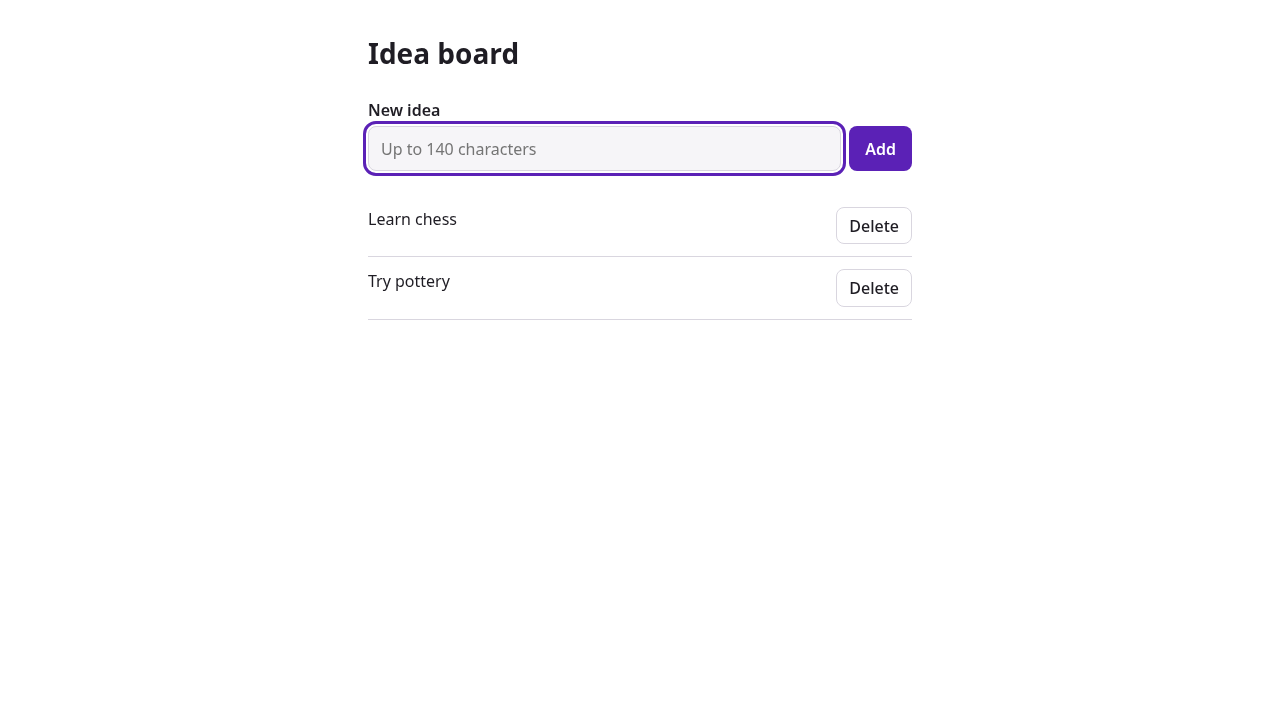 Idea board
New idea
Up to 140 characters
Add
Learn chess
Delete
Try pottery
Delete